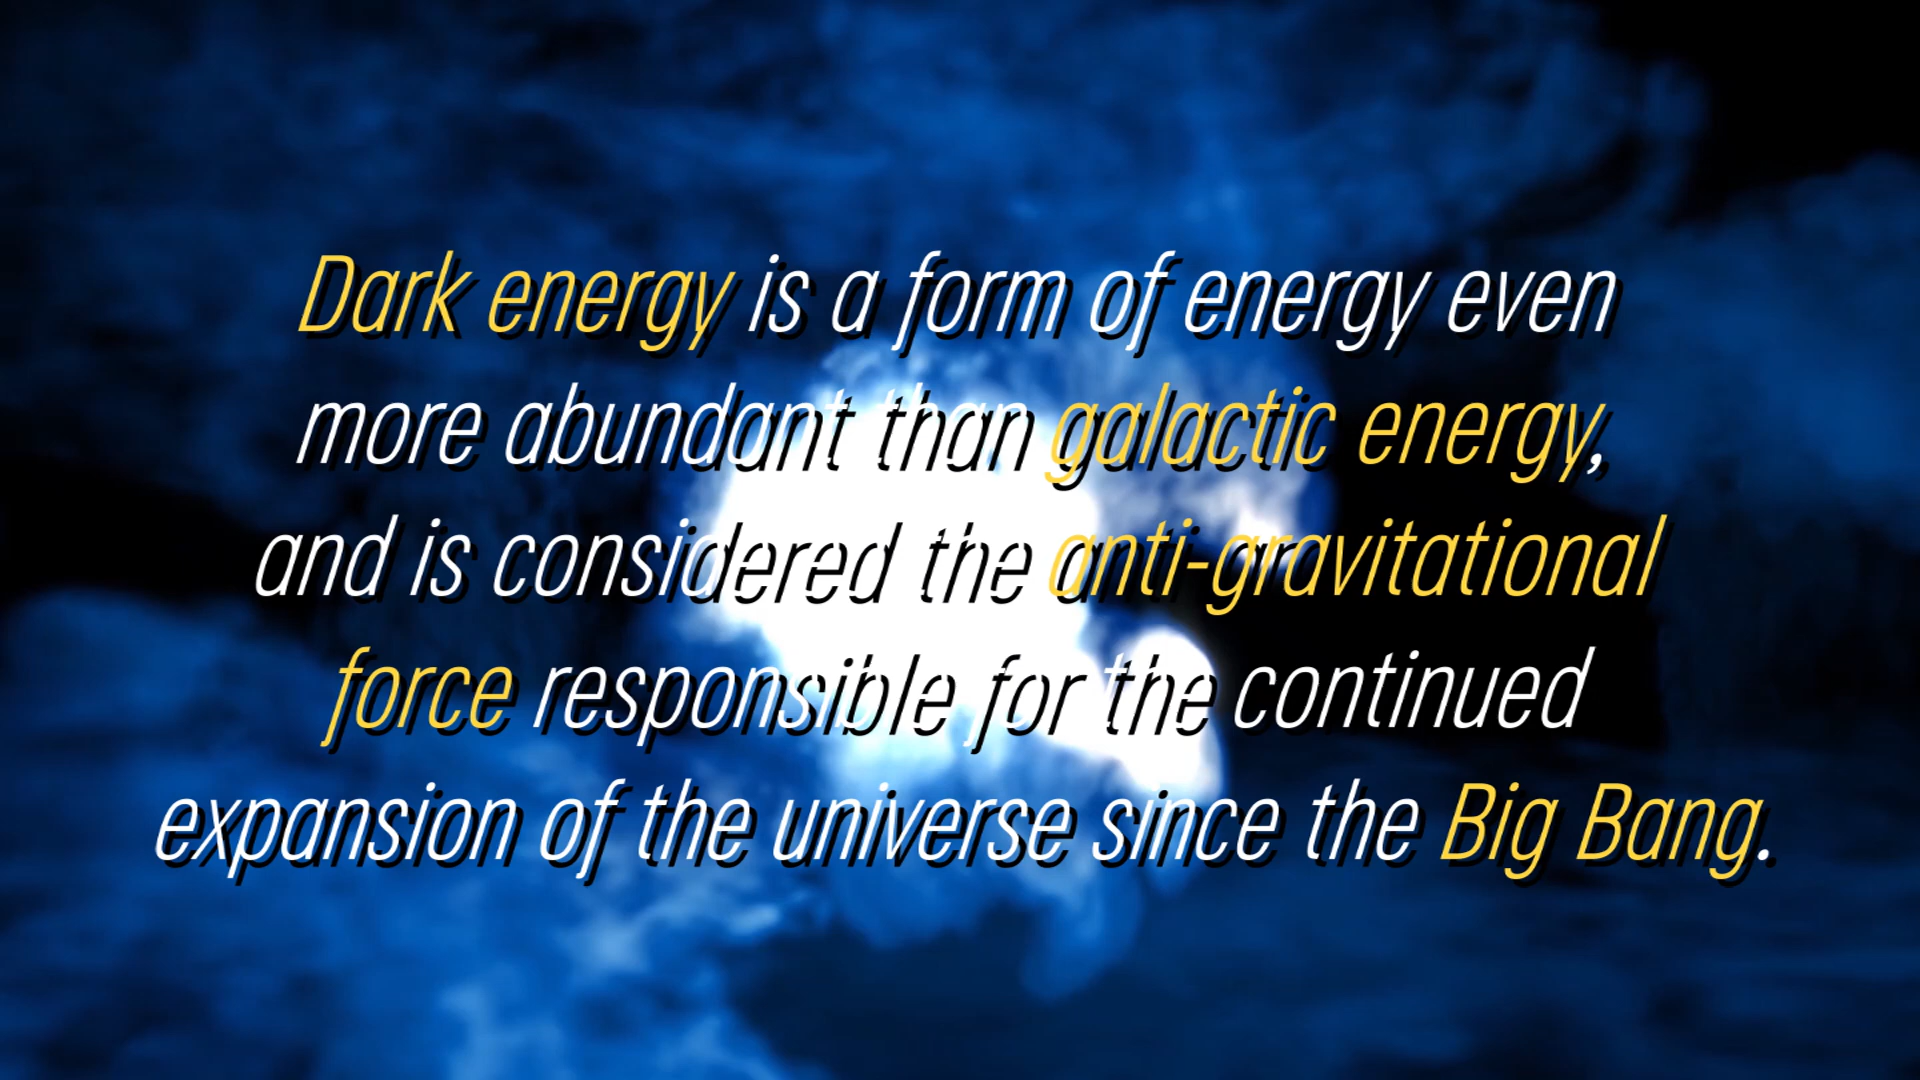 Dark energy is a form of energy even
more abundant than galactic energy,
and is considered the anti-gravitational
force responsible for the continued
expansion of the universe since the Big Bang.